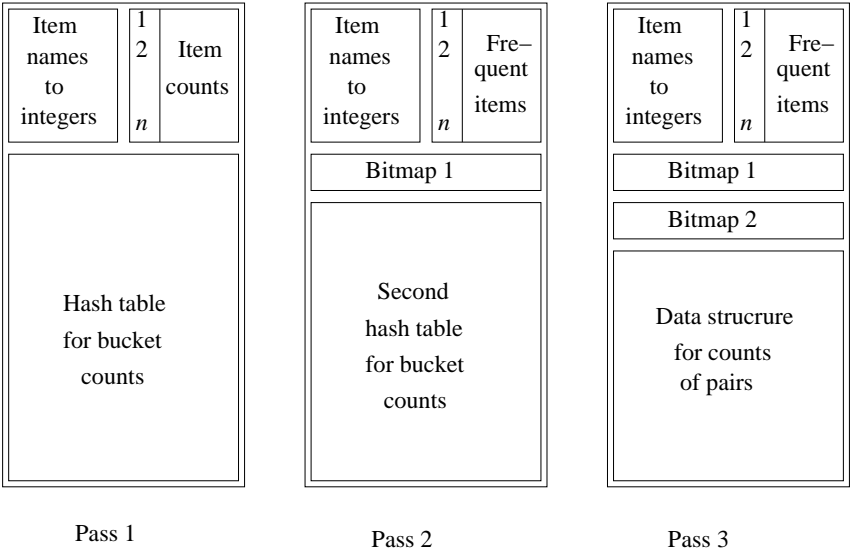 Item
names
to
integers
1
2
n
Item
counts
Hash table
for bucket
counts
Pass 1
Item
names
to
integers
1
2
n
Fre–
quent
items
Bitmap 1
Second
hash table
for bucket
counts
Pass 2
Item
names
to
integers
1
2
n
Fre–
quent
items
Bitmap 1
Bitmap 2
Data strucrure
for counts
of pairs
Pass 3